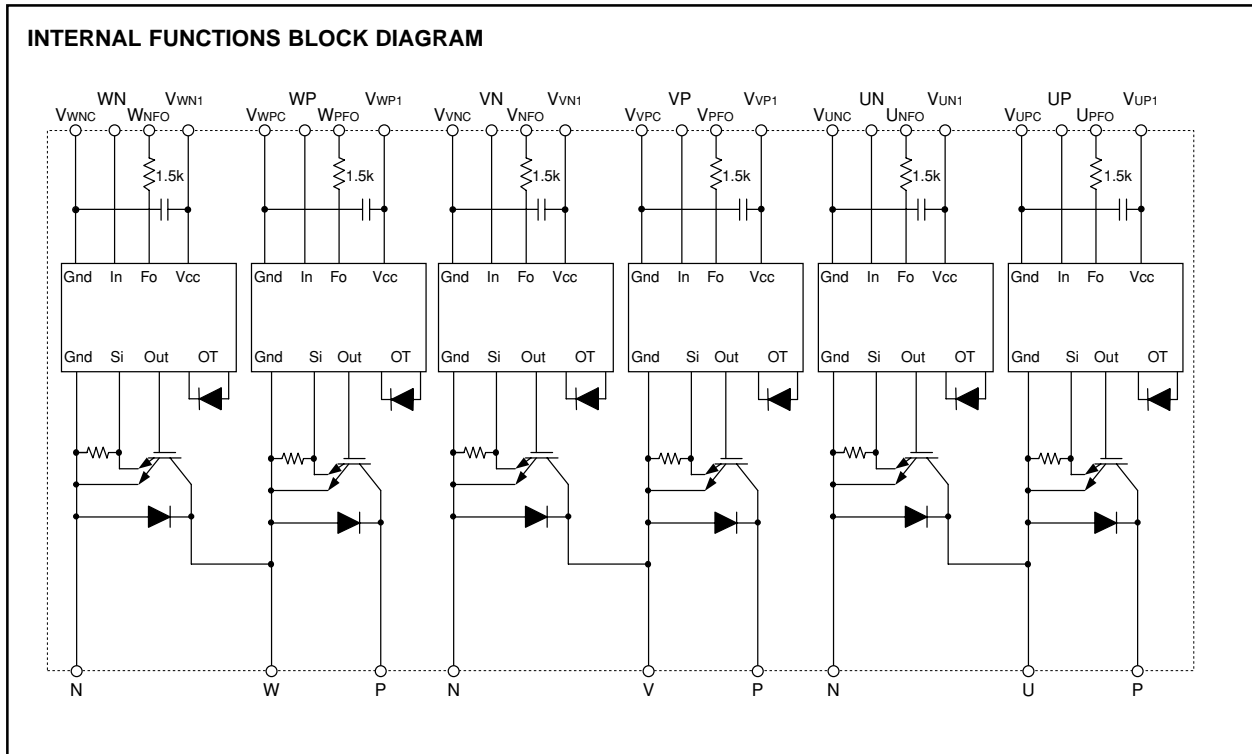 INTERNAL FUNCTIONS BLOCK DIAGRAM
WN VWN1 WP VWP1 VN VVN1 VP VVP1 UN VUN1 UP VUP1
VWNC WNFO VWPC WPFO VVNC VNFO VVPC VPFO VUNC UNFO VUPC UPFO
1.5k 1.5k 1.5k 1.5k 1.5k 1.5k
Gnd In Fo Vcc Gnd In Fo Vcc Gnd In Fo Vcc Gnd In Fo Vcc Gnd In Fo Vcc Gnd In Fo Vcc
Gnd Si Out OT Gnd Si Out OT Gnd Si Out OT Gnd Si Out OT Gnd Si Out OT Gnd Si Out OT
N W P N V P N U P